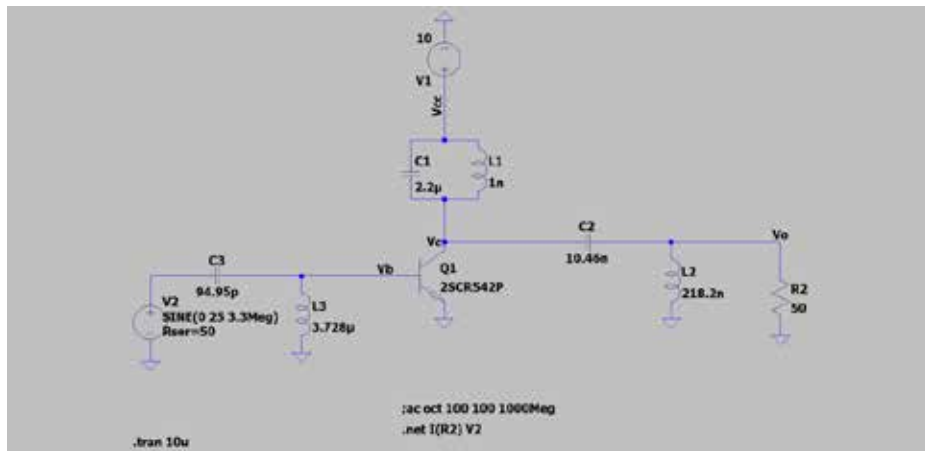 10
V1
Vcc
C1
L1
2.2µ
1n
Vc
C2
Vo
10.46n
C3
Vb
Q1
2SCR542P
L2
R2
94.95p
218.2n
50
V2
L3
SINE(0 25 3.3Meg)
3.728µ
Rser=50
;ac oct 100 100 1000Meg
.net I(R2) V2
.tran 10u